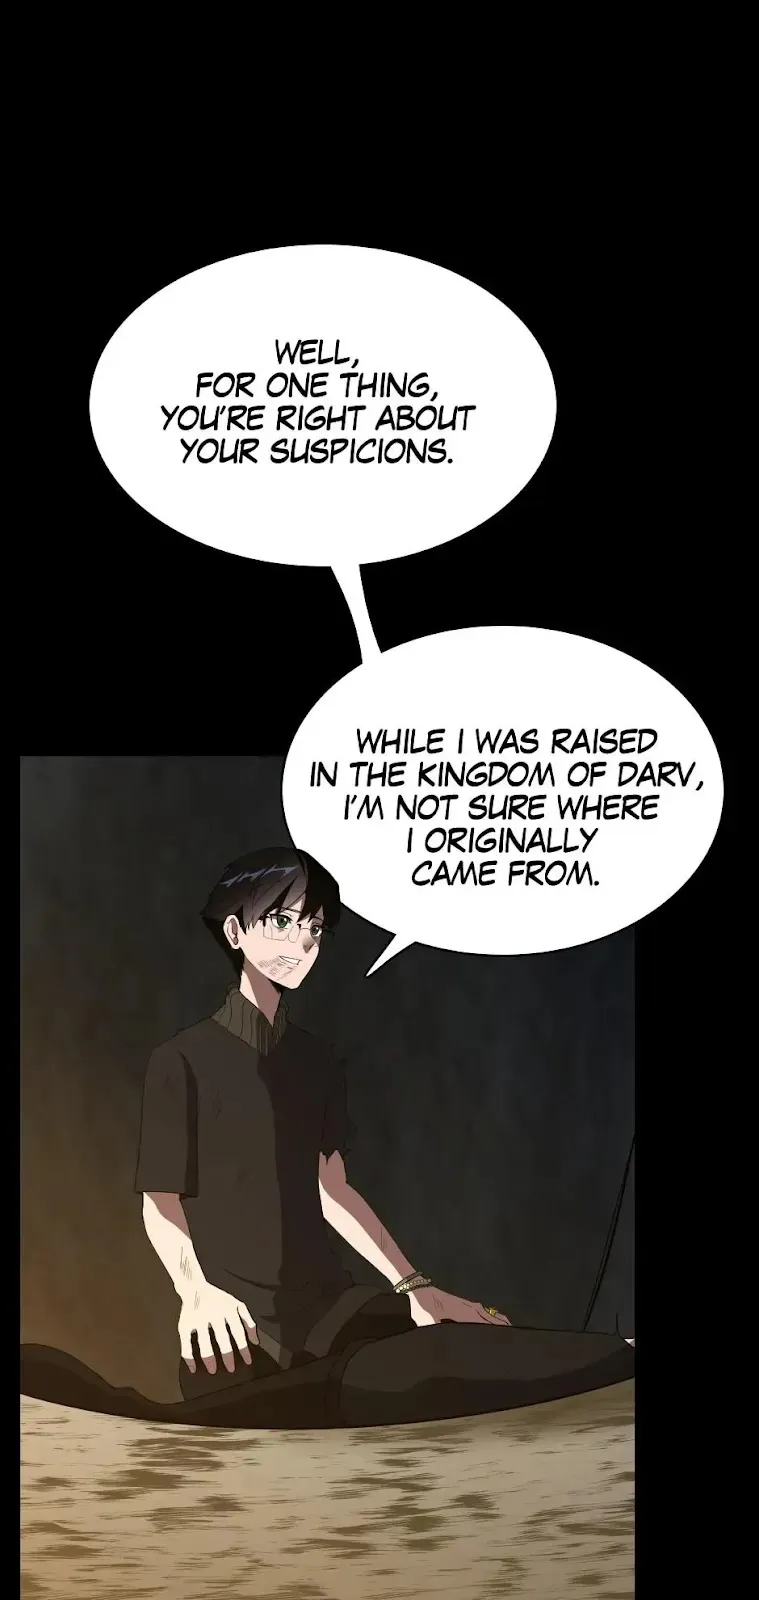 WELL,
FOR ONE THING,
YOU'RE RIGHT ABOUT
YOUR SUSPICIONS.
WHILE I WAS RAISED
IN THE KINGDOM OF DARV,
I'M NOT SURE WHERE
I ORIGINALLY
CAME FROM.